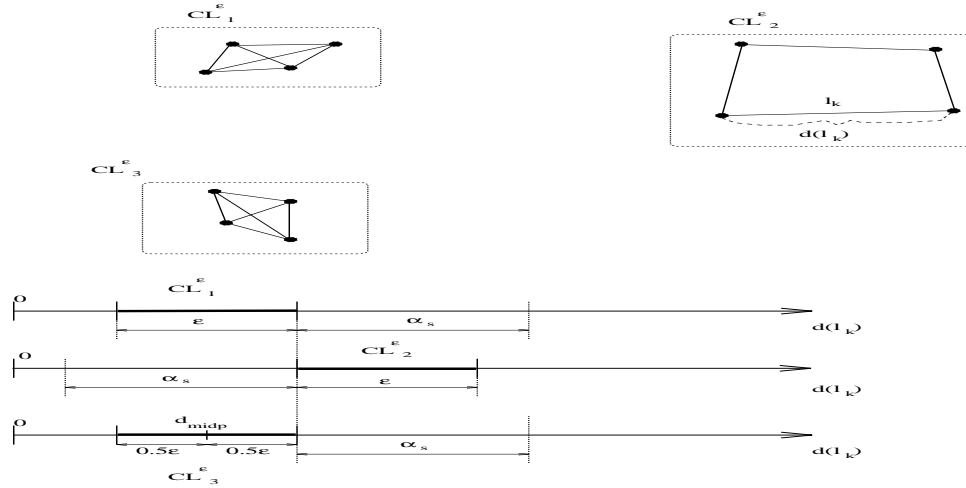 CL^ε_1
CL^ε_2
l_k
d(l_k)
CL^ε_3
CL^ε_1
0
ε
α_s
d(l_k)
CL^ε_2
0
α_s
ε
d(l_k)
0
d_midp
0.5ε 0.5ε
α_s
d(l_k)
CL^ε_3